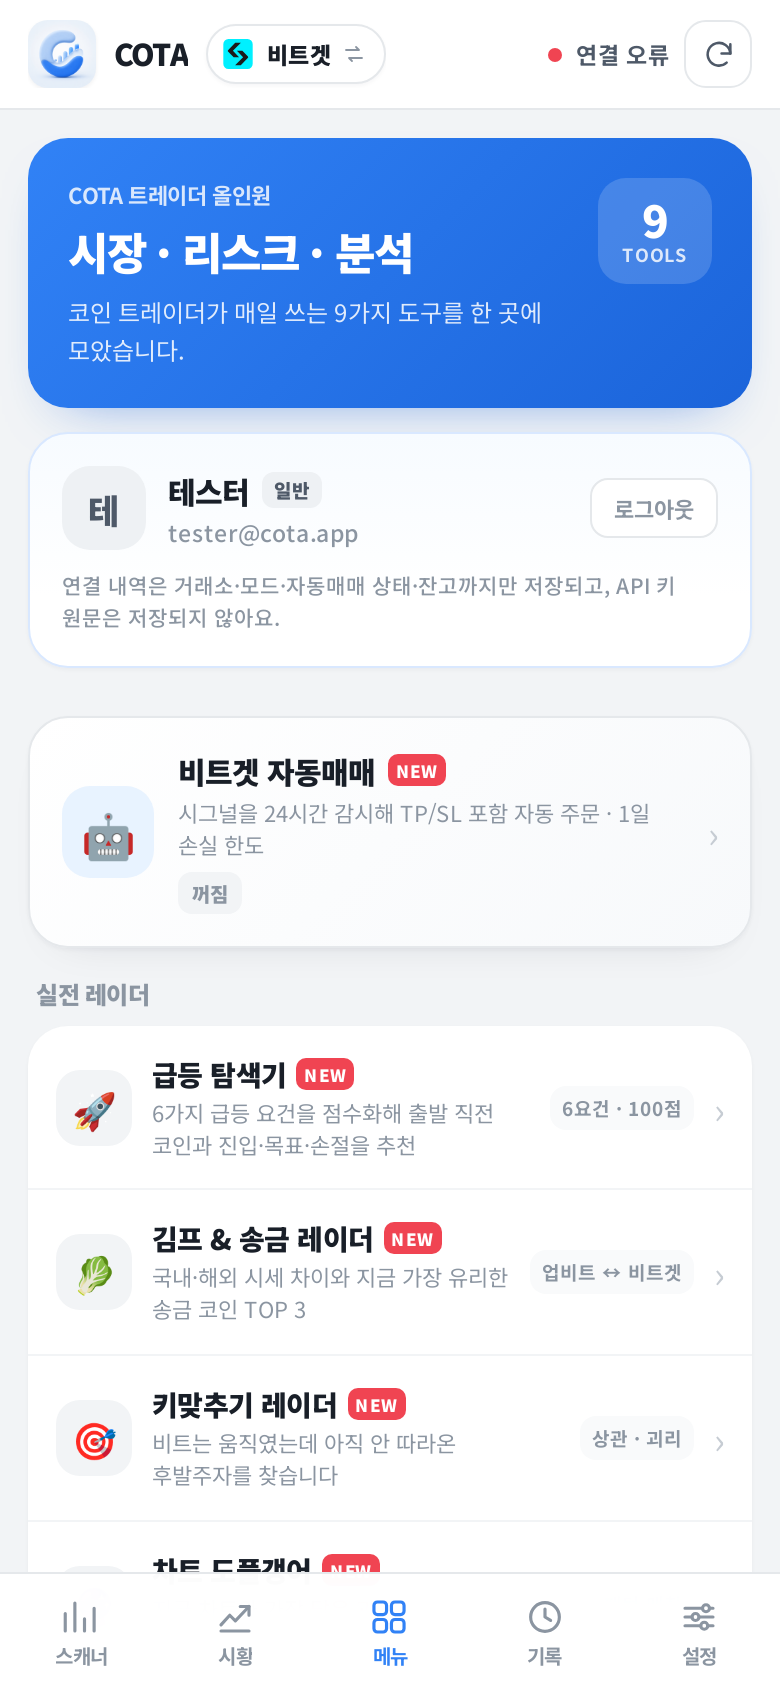 COTA
비트겟
연결 오류
COTA 트레이더 올인원
시장 · 리스크 · 분석
코인 트레이더가 매일 쓰는 9가지 도구를 한 곳에
모았습니다.
9
TOOLS
테
테스터
일반
tester@cota.app
로그아웃
연결 내역은 거래소·모드·자동매매 상태·잔고까지만 저장되고, API 키
원문은 저장되지 않아요.
비트겟 자동매매
NEW
시그널을 24시간 감시해 TP/SL 포함 자동 주문 · 1일
손실 한도
꺼짐
실전 레이더
급등 탐색기
NEW
6가지 급등 요건을 점수화해 출발 직전
코인과 진입·목표·손절을 추천
6요건 · 100점
김프 & 송금 레이더
NEW
국내·해외 시세 차이와 지금 가장 유리한
송금 코인 TOP 3
업비트 ↔ 비트겟
키맞추기 레이더
NEW
비트는 움직였는데 아직 안 따라온
후발주자를 찾습니다
상관 · 괴리
차트 도플갱어
NEW
스캐너
시황
메뉴
기록
설정